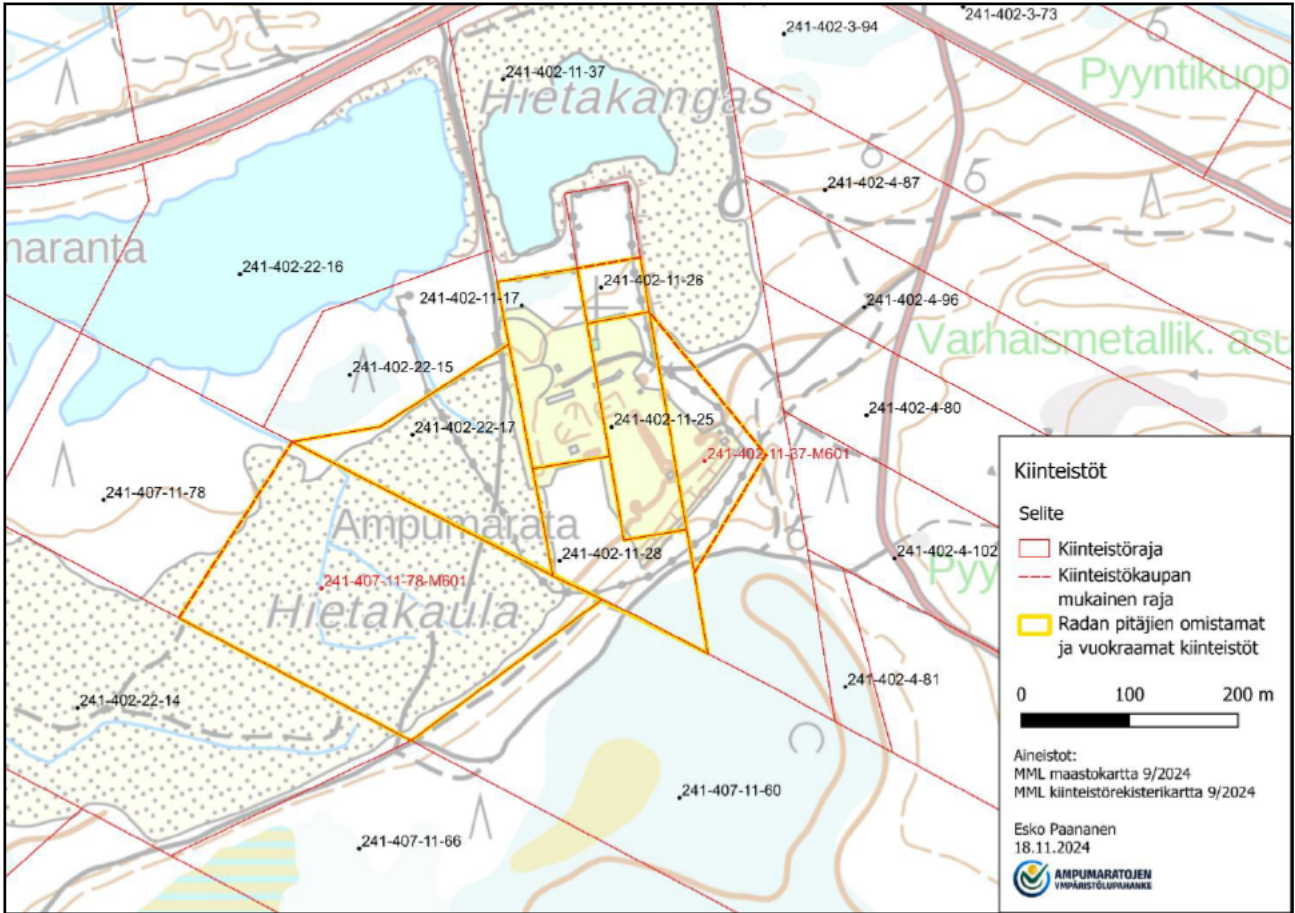 241-402-3-94
241-402-3-73
241-402-11-37
Hietakangas
Pyyntikuop
241-402-4-87
naranta
241-402-22-16
241-402-11-17
241-402-11-26
241-402-4-96
Varhaismetallik. asu
241-402-22-15
241-402-22-17
241-402-11-25
241-402-4-80
241-402-11-37-M601
241-407-11-78
Ampumarata
241-402-11-28
241-402-4-102
Pyy
241-407-11-78-M601
Hietakaula
241-402-22-14
241-402-4-81
241-407-11-60
241-407-11-66
Kiinteistöt
Selite
Kiinteistöraja
Kiinteistökaupan
mukainen raja
Radan pitäjien omistamat
ja vuokraamat kiinteistöt
0 100 200 m
Aineistot:
MML maastokartta 9/2024
MML kiinteistörekisterikartta 9/2024
Esko Paananen
18.11.2024
AMPUMARATOJEN
YMPÄRISTÖLUPAHANKE